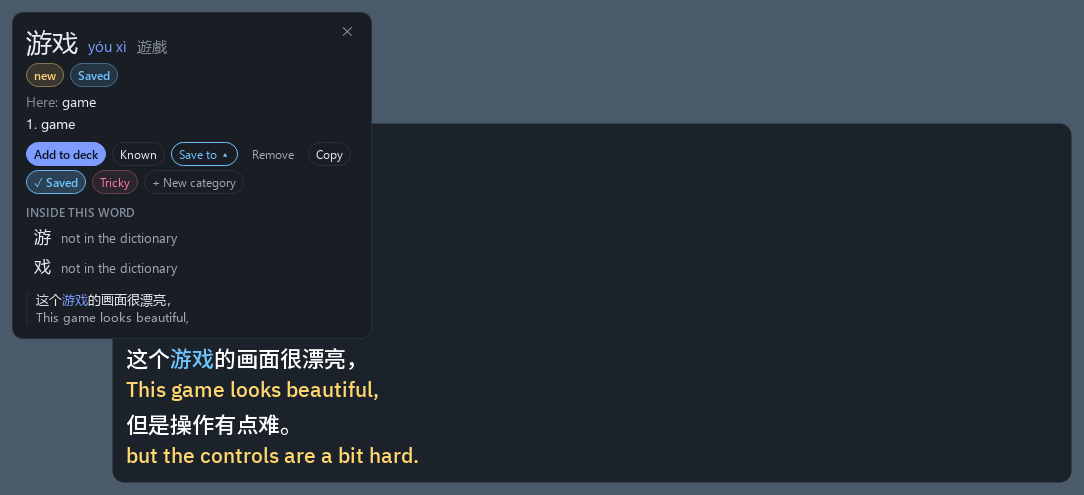 游戏 yóu xì 遊戲
new Saved
Here: game
1. game
Add to deck Known Save to ▴ Remove Copy
✓ Saved Tricky + New category
INSIDE THIS WORD
游 not in the dictionary
戏 not in the dictionary
这个游戏的画面很漂亮，
This game looks beautiful,
这个游戏的画面很漂亮，
This game looks beautiful,
但是操作有点难。
but the controls are a bit hard.